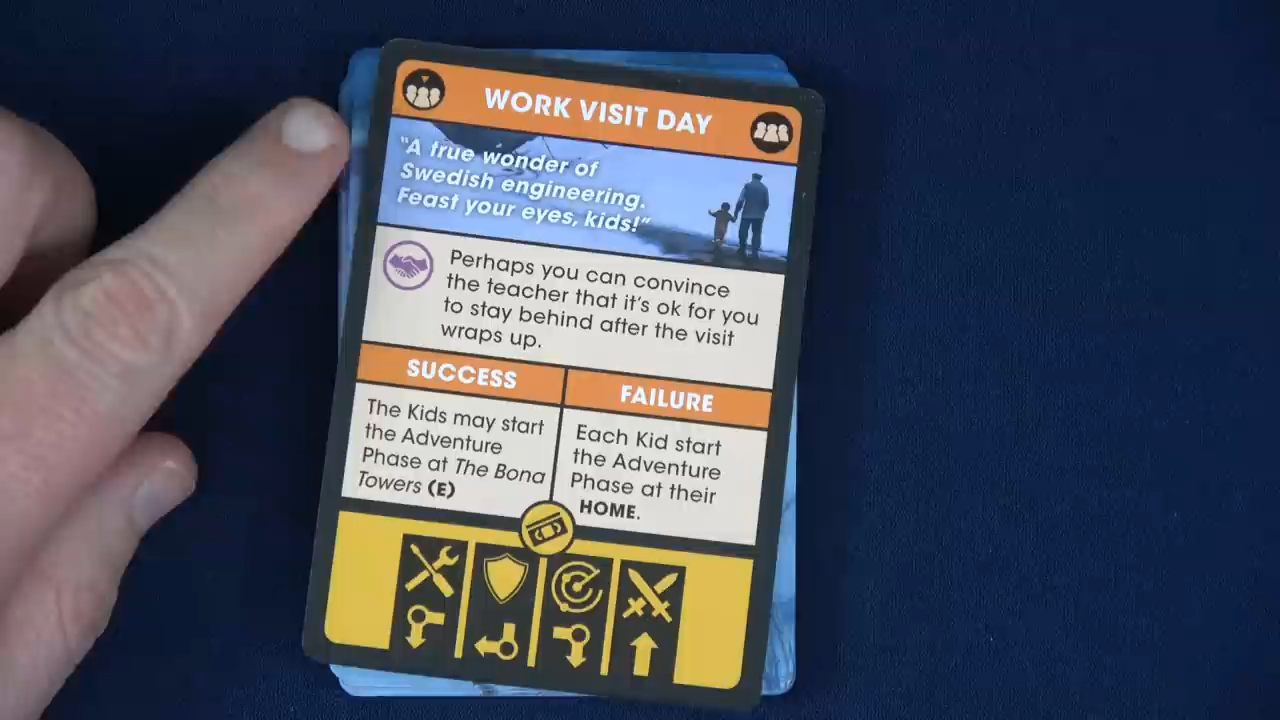 WORK VISIT DAY
"A true wonder of
Swedish engineering.
Feast your eyes, kids!"
Perhaps you can convince
the teacher that it's ok for you
to stay behind after the visit
wraps up.
SUCCESS
The Kids may start
the Adventure
Phase at The Bona
Towers (E)
FAILURE
Each Kid start
the Adventure
Phase at their
HOME.